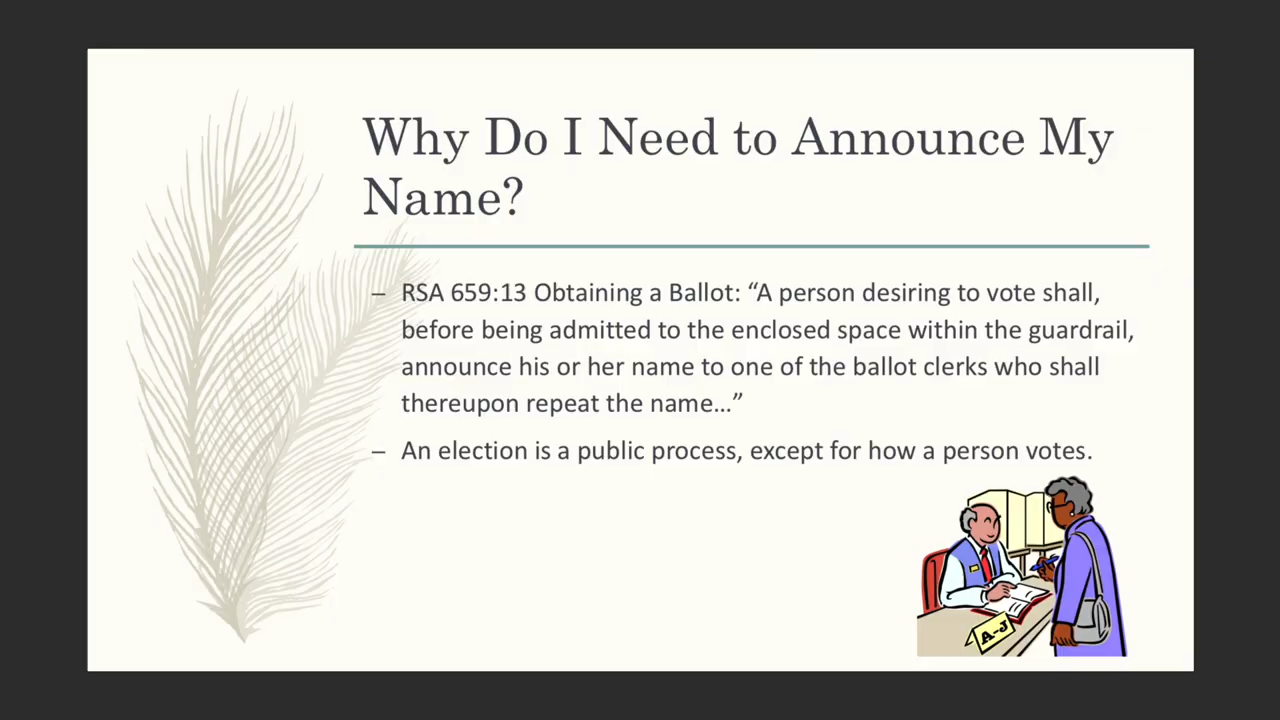 Why Do I Need to Announce My
Name?
– RSA 659:13 Obtaining a Ballot: “A person desiring to vote shall,
before being admitted to the enclosed space within the guardrail,
announce his or her name to one of the ballot clerks who shall
thereupon repeat the name…”
– An election is a public process, except for how a person votes.
A-J